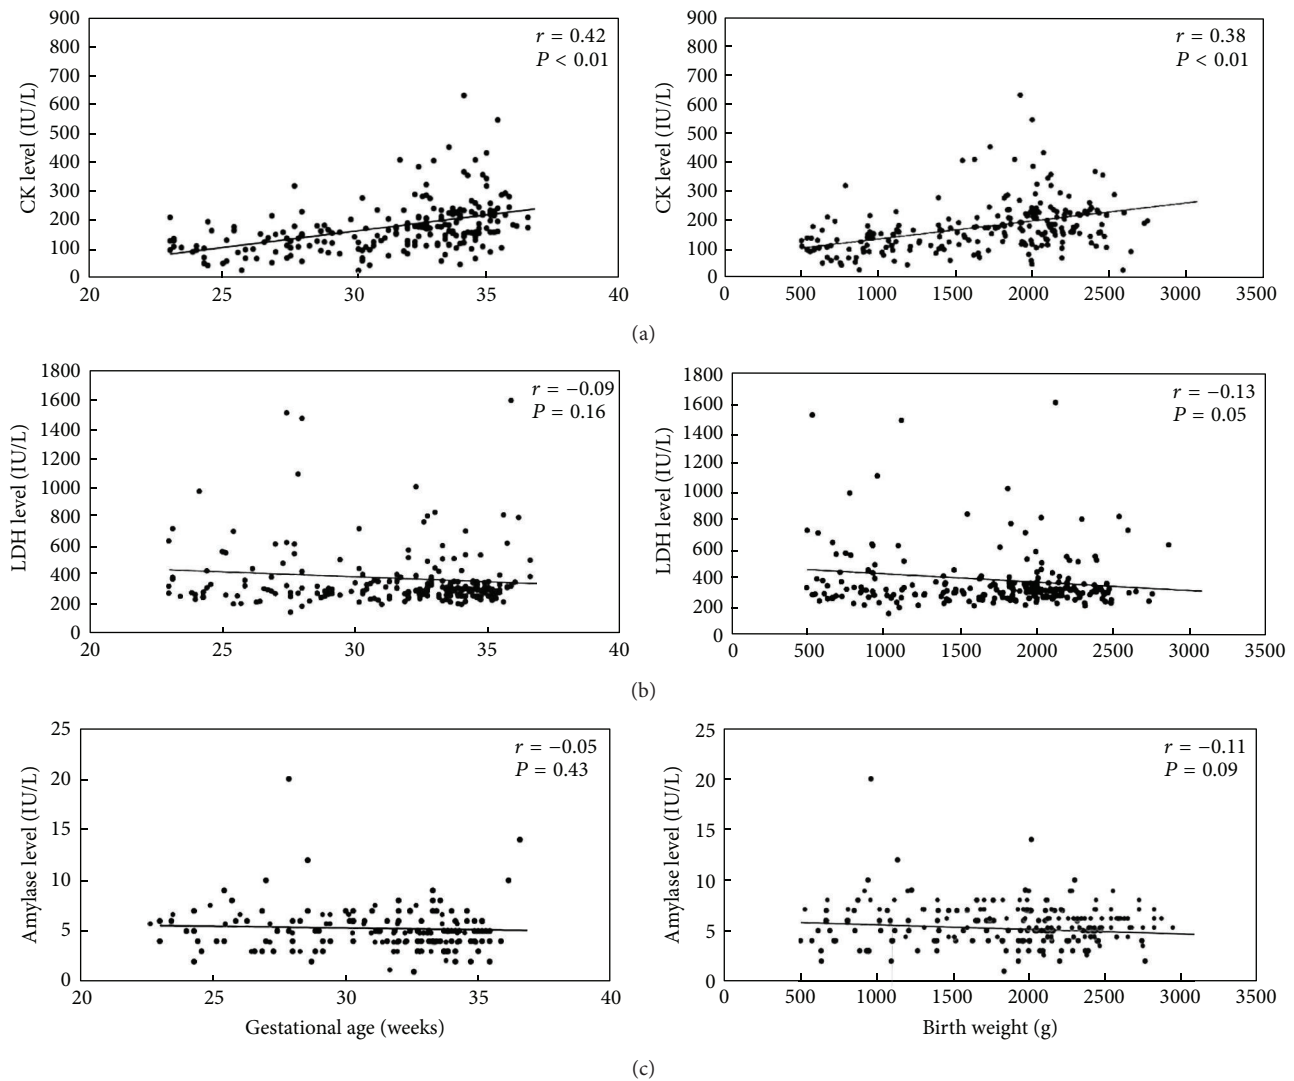 900
800
700
600
500
400
300
200
100
0
CK level (IU/L)
r = 0.42
P < 0.01
20 25 30 35 40
900
800
700
600
500
400
300
200
100
0
CK level (IU/L)
r = 0.38
P < 0.01
0 500 1000 1500 2000 2500 3000 3500
(a)
1800
1600
1400
1200
1000
800
600
400
200
0
LDH level (IU/L)
r = −0.09
P = 0.16
20 25 30 35 40
1800
1600
1400
1200
1000
800
600
400
200
0
LDH level (IU/L)
r = −0.13
P = 0.05
0 500 1000 1500 2000 2500 3000 3500
(b)
25
20
15
10
5
0
Amylase level (IU/L)
r = −0.05
P = 0.43
20 25 30 35 40
Gestational age (weeks)
25
20
15
10
5
0
Amylase level (IU/L)
r = −0.11
P = 0.09
0 500 1000 1500 2000 2500 3000 3500
Birth weight (g)
(c)